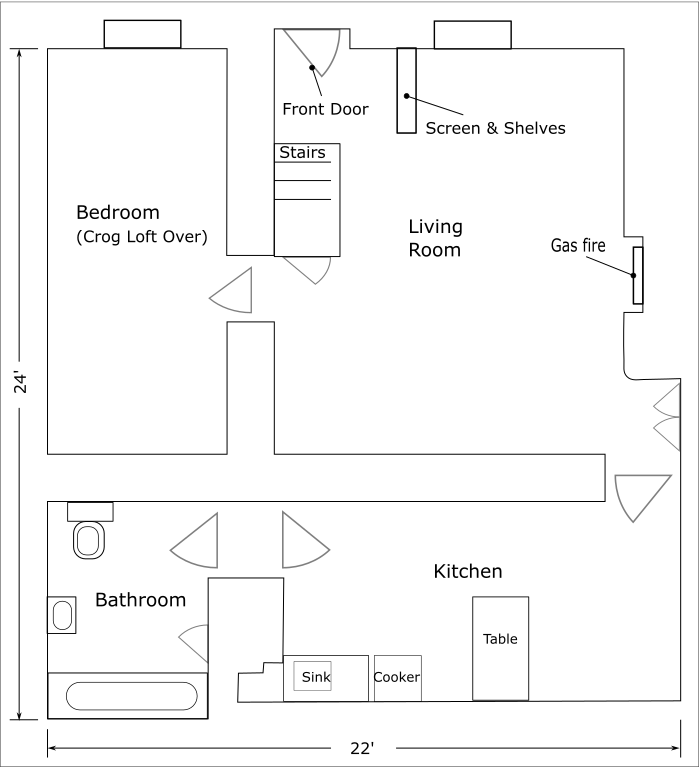 Front Door
Screen & Shelves
Stairs
Bedroom
(Crog Loft Over)
Living
Room
Gas fire
24'
Kitchen
Bathroom
Table
Sink
Cooker
22'